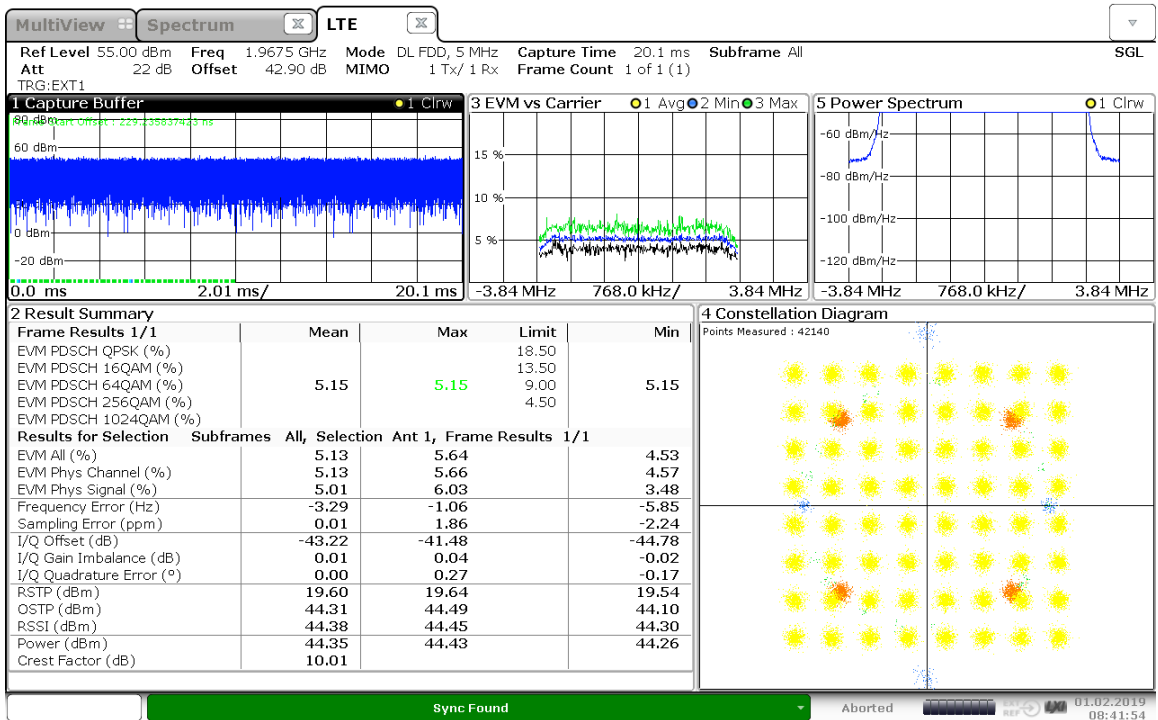 MultiView Spectrum LTE
Ref Level 55.00 dBm Freq 1.9675 GHz Mode DL FDD, 5 MHz Capture Time 20.1 ms Subframe All SGL
Att 22 dB Offset 42.90 dB MIMO 1 Tx/ 1 Rx Frame Count 1 of 1 (1)
TRG:EXT1
1 Capture Buffer 1 Clrw
80 dBm
Frame Start Offset : 229.235837423 ns
60 dBm
0 dBm
-20 dBm
0.0 ms 2.01 ms/ 20.1 ms
3 EVM vs Carrier 1 Avg 2 Min 3 Max
15 %
10 %
5 %
-3.84 MHz 768.0 kHz/ 3.84 MHz
5 Power Spectrum 1 Clrw
-60 dBm/Hz
-80 dBm/Hz
-100 dBm/Hz
-120 dBm/Hz
-3.84 MHz 768.0 kHz/ 3.84 MHz
2 Result Summary
Frame Results 1/1 Mean Max Limit Min
EVM PDSCH QPSK (%) 18.50
EVM PDSCH 16QAM (%) 13.50
EVM PDSCH 64QAM (%) 5.15 5.15 9.00 5.15
EVM PDSCH 256QAM (%) 4.50
EVM PDSCH 1024QAM (%)
Results for Selection Subframes All, Selection Ant 1, Frame Results 1/1
EVM All (%) 5.13 5.64 4.53
EVM Phys Channel (%) 5.13 5.66 4.57
EVM Phys Signal (%) 5.01 6.03 3.48
Frequency Error (Hz) -3.29 -1.06 -5.85
Sampling Error (ppm) 0.01 1.86 -2.24
I/Q Offset (dB) -43.22 -41.48 -44.78
I/Q Gain Imbalance (dB) 0.01 0.04 -0.02
I/Q Quadrature Error (°) 0.00 0.27 -0.17
RSTP (dBm) 19.60 19.64 19.54
OSTP (dBm) 44.31 44.49 44.10
RSSI (dBm) 44.38 44.45 44.30
Power (dBm) 44.35 44.43 44.26
Crest Factor (dB) 10.01
4 Constellation Diagram
Points Measured : 42140
Sync Found
Aborted
EXT
REF
LXI
01.02.2019
08:41:54